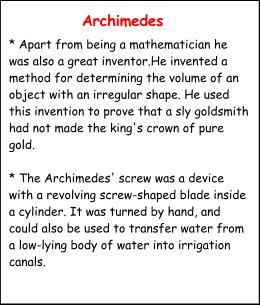 Archimedes
* Apart from being a mathematician he
was also a great inventor.He invented a
method for determining the volume of an
object with an irregular shape. He used
this invention to prove that a sly goldsmith
had not made the king's crown of pure
gold.
* The Archimedes' screw was a device
with a revolving screw-shaped blade inside
a cylinder. It was turned by hand, and
could also be used to transfer water from
a low-lying body of water into irrigation
canals.